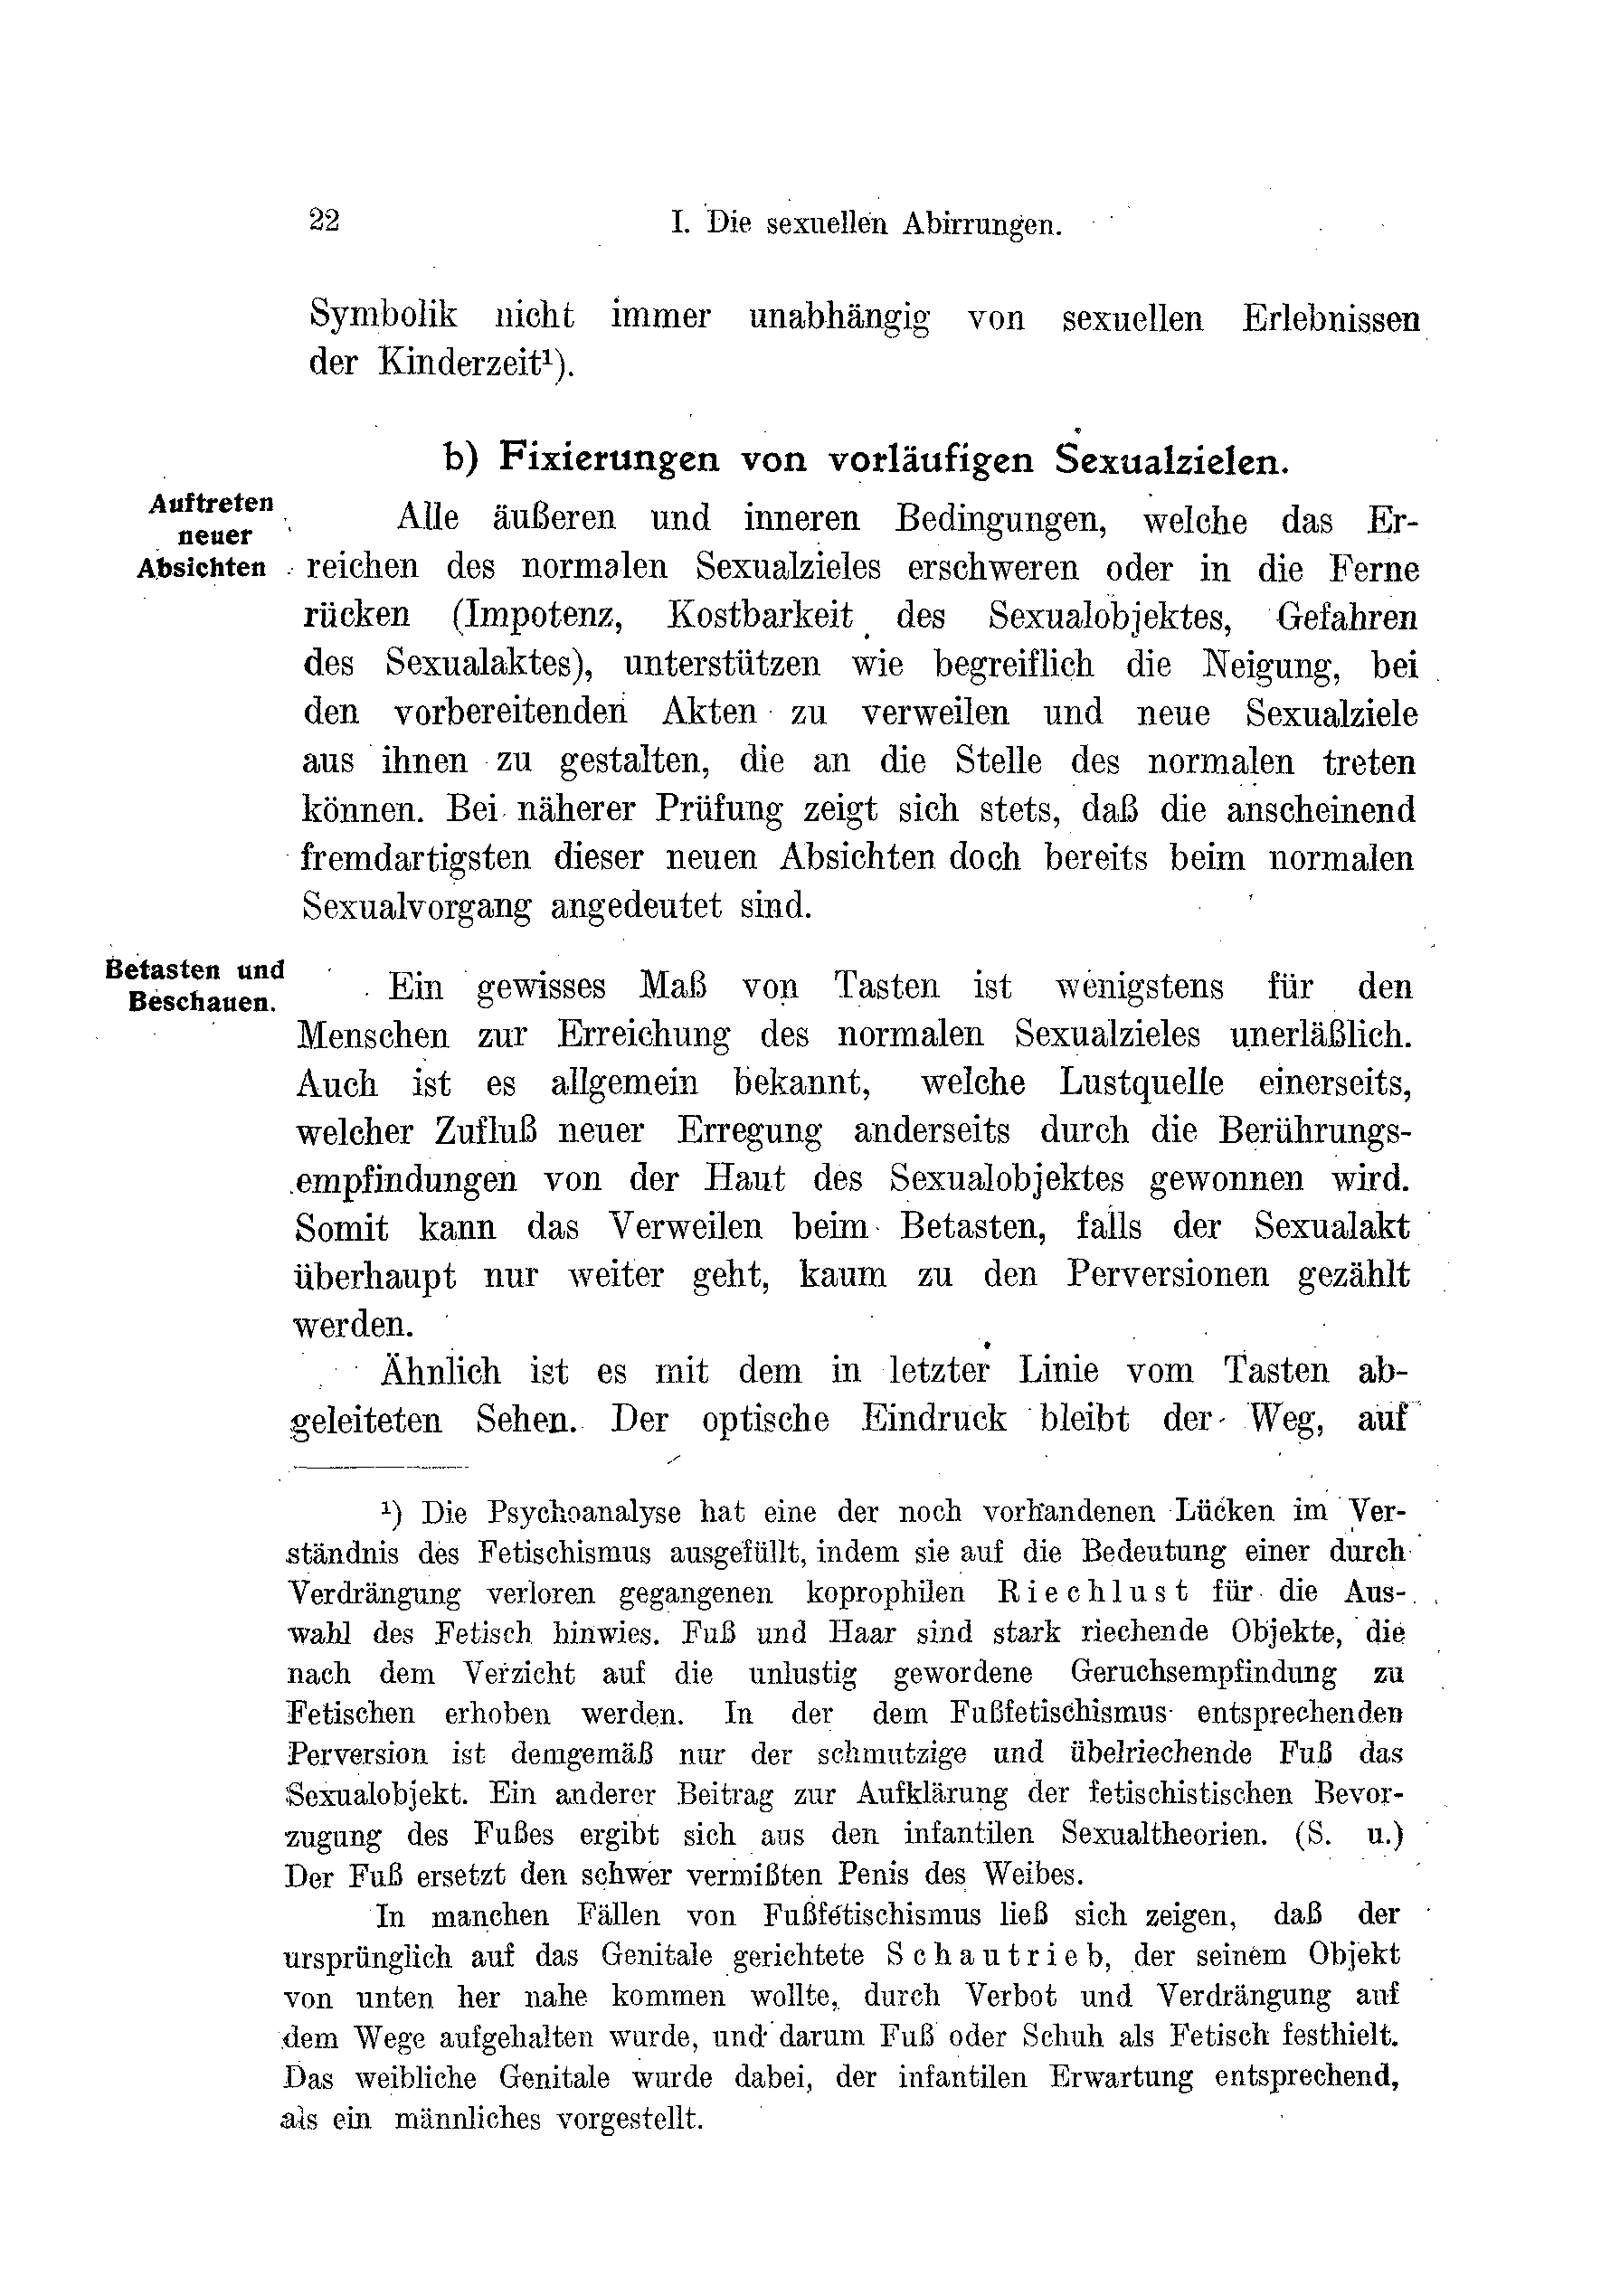 22
I. Die sexuellen Abirrungen.
Symbolik nicht immer unabhängig von sexuellen Erlebnissen
der Kinderzeit¹).
b) Fixierungen von vorläufigen Sexualzielen.
Auftreten
neuer
Absichten
Alle äußeren und inneren Bedingungen, welche das Er-
reichen des normalen Sexualzieles erschweren oder in die Ferne
rücken (Impotenz, Kostbarkeit des Sexualobjektes, Gefahren
des Sexualaktes), unterstützen wie begreiflich die Neigung, bei
den vorbereitenden Akten zu verweilen und neue Sexualziele
aus ihnen zu gestalten, die an die Stelle des normalen treten
können. Bei näherer Prüfung zeigt sich stets, daß die anscheinend
fremdartigsten dieser neuen Absichten doch bereits beim normalen
Sexualvorgang angedeutet sind.
Betasten und
Beschauen.
Ein gewisses Maß von Tasten ist wenigstens für den
Menschen zur Erreichung des normalen Sexualzieles unerläßlich.
Auch ist es allgemein bekannt, welche Lustquelle einerseits,
welcher Zufluß neuer Erregung anderseits durch die Berührungs-
empfindungen von der Haut des Sexualobjektes gewonnen wird.
Somit kann das Verweilen beim Betasten, falls der Sexualakt
überhaupt nur weiter geht, kaum zu den Perversionen gezählt
werden.
Ähnlich ist es mit dem in letzter Linie vom Tasten ab-
geleiteten Sehen. Der optische Eindruck bleibt der Weg, auf
¹) Die Psychoanalyse hat eine der noch vorhandenen Lücken im Ver-
ständnis des Fetischismus ausgefüllt, indem sie auf die Bedeutung einer durch
Verdrängung verloren gegangenen koprophilen Riechlust für die Aus-
wahl des Fetisch hinwies. Fuß und Haar sind stark riechende Objekte, die
nach dem Verzicht auf die unlustig gewordene Geruchsempfindung zu
Fetischen erhoben werden. In der dem Fußfetischismus entsprechenden
Perversion ist demgemäß nur der schmutzige und übelriechende Fuß das
Sexualobjekt. Ein anderer Beitrag zur Aufklärung der fetischistischen Bevor-
zugung des Fußes ergibt sich aus den infantilen Sexualtheorien. (S. u.)
Der Fuß ersetzt den schwer vermißten Penis des Weibes.
In manchen Fällen von Fußfetischismus ließ sich zeigen, daß der
ursprünglich auf das Genitale gerichtete Schautrieb, der seinem Objekt
von unten her nahe kommen wollte, durch Verbot und Verdrängung auf
dem Wege aufgehalten wurde, und darum Fuß oder Schuh als Fetisch festhielt.
Das weibliche Genitale wurde dabei, der infantilen Erwartung entsprechend,
als ein männliches vorgestellt.